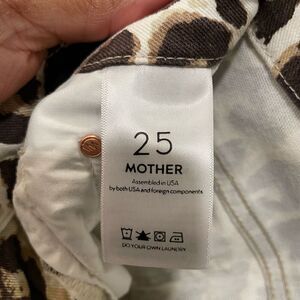 25
MOTHER
Assembled in USA
by both USA and foreign components
DO YOUR OWN LAUNDRY